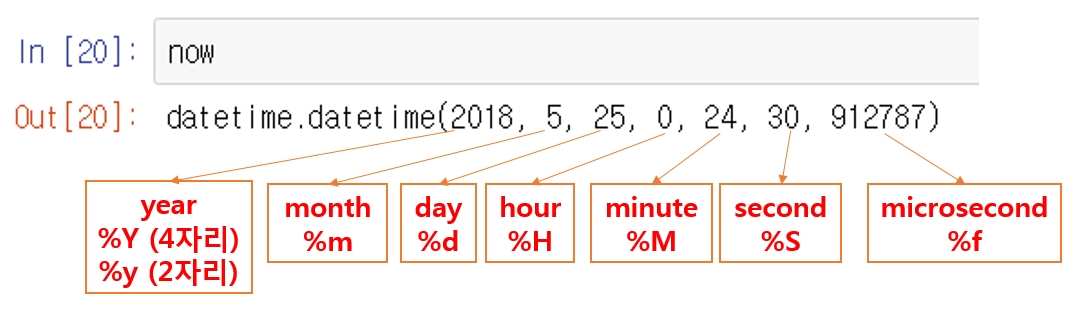 In [20]: now
Out[20]: datetime.datetime(2018, 5, 25, 0, 24, 30, 912787)
year
%Y (4자리)
%y (2자리)
month
%m
day
%d
hour
%H
minute
%M
second
%S
microsecond
%f